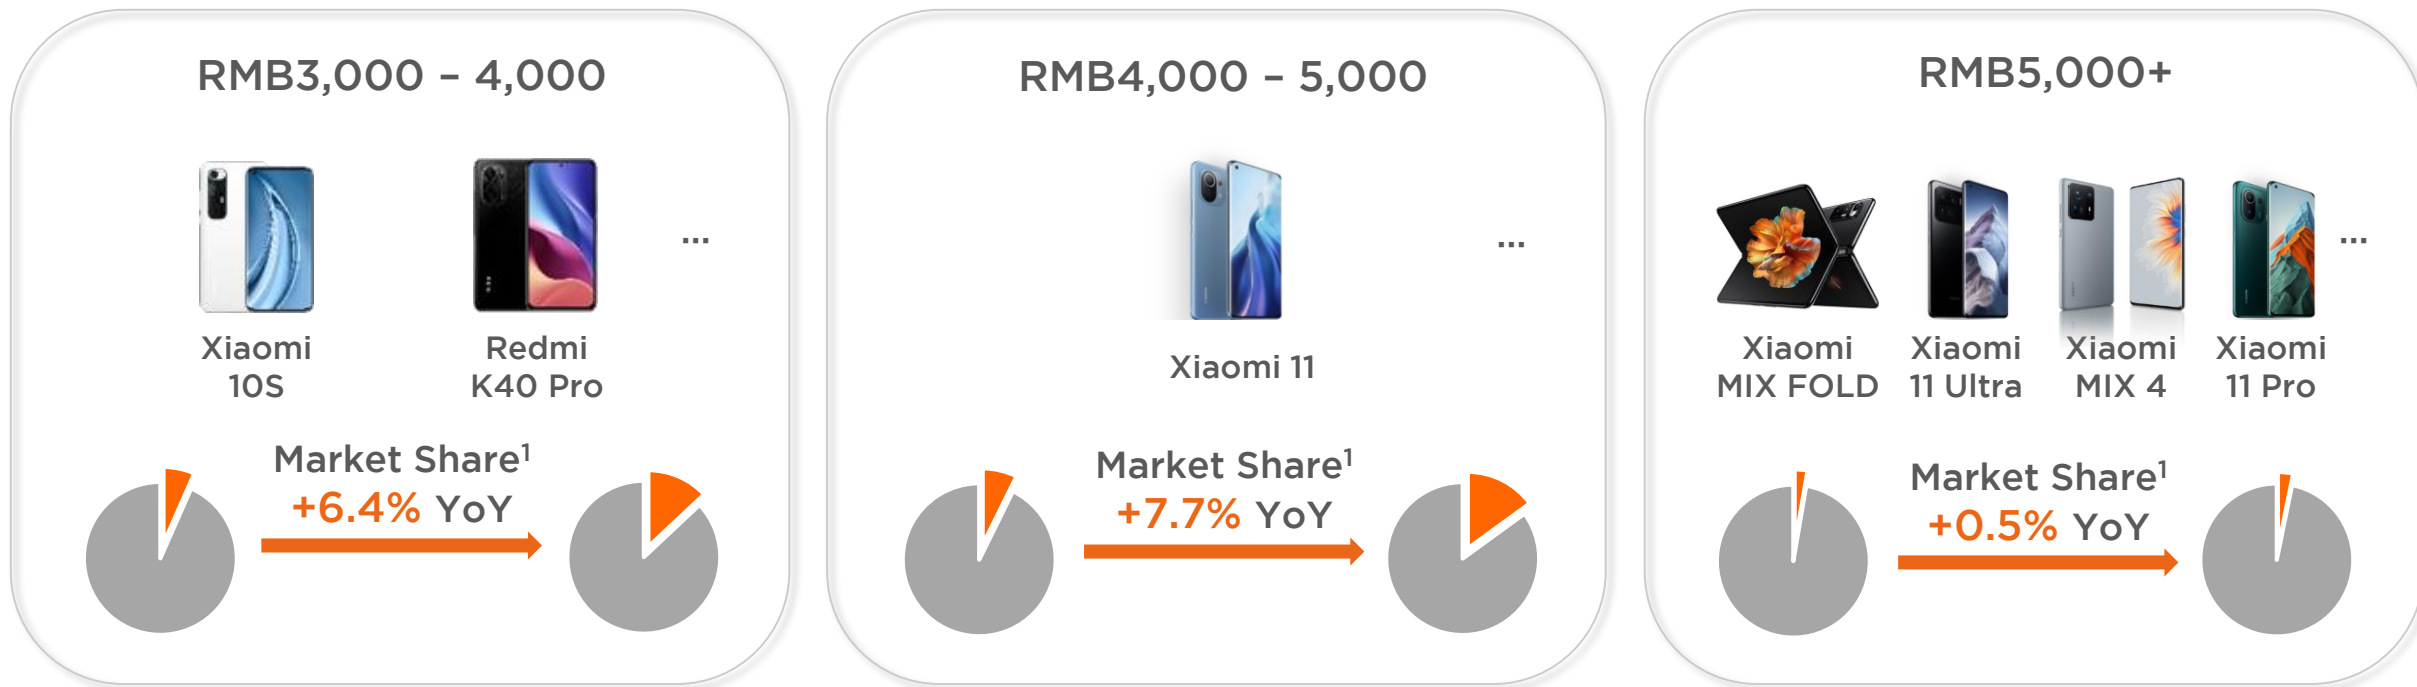 RMB3,000 – 4,000
...
Xiaomi
10S
Redmi
K40 Pro
Market Share1
+6.4% YoY
RMB4,000 – 5,000
...
Xiaomi 11
Market Share1
+7.7% YoY
RMB5,000+
...
Xiaomi
MIX FOLD
Xiaomi
11 Ultra
Xiaomi
MIX 4
Xiaomi
11 Pro
Market Share1
+0.5% YoY